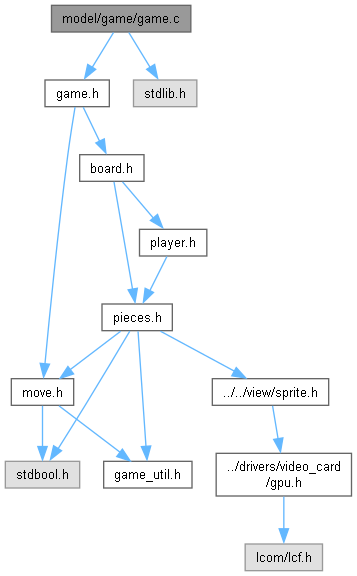 model/game/game.c
game.h
stdlib.h
board.h
player.h
pieces.h
move.h
../../view/sprite.h
stdbool.h
game_util.h
../drivers/video_card
/gpu.h
lcom/lcf.h